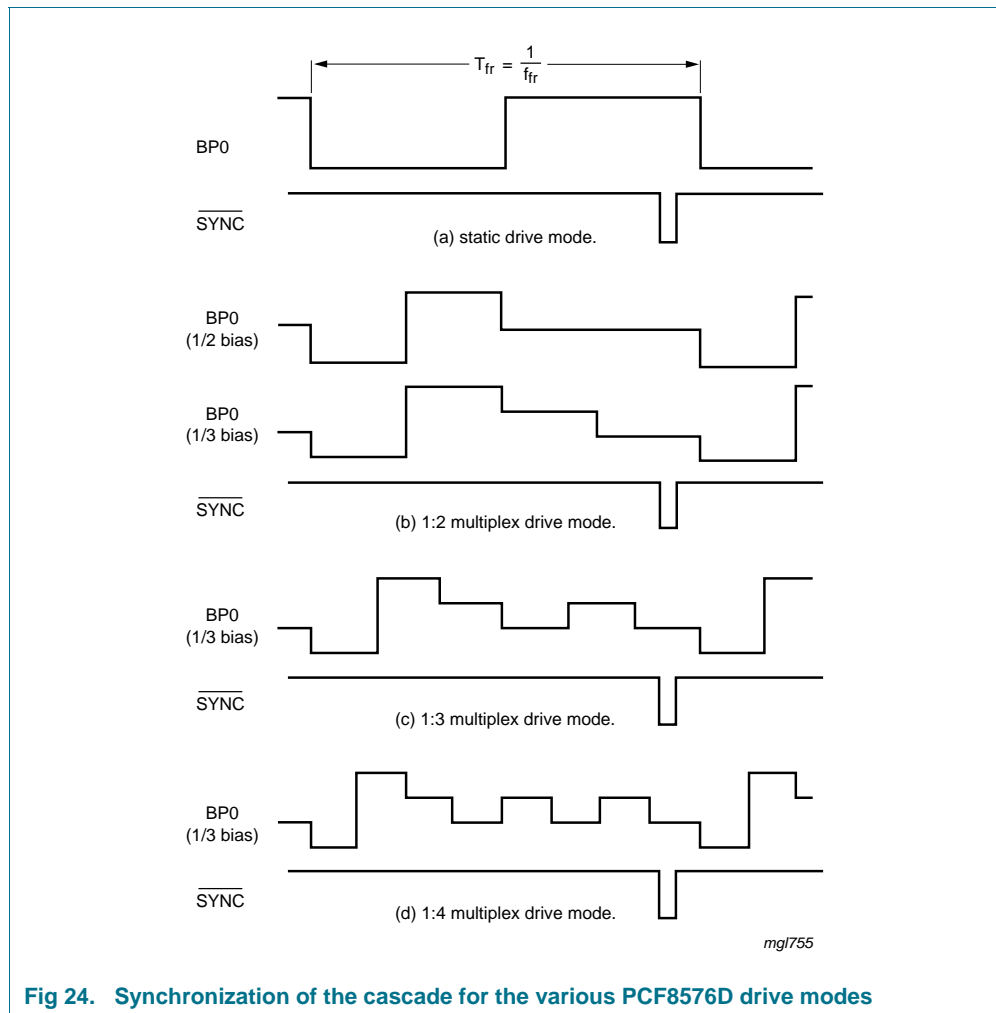 Tfr = 1/ffr
BP0
SYNC
(a) static drive mode.
BP0
(1/2 bias)
BP0
(1/3 bias)
SYNC
(b) 1:2 multiplex drive mode.
BP0
(1/3 bias)
SYNC
(c) 1:3 multiplex drive mode.
BP0
(1/3 bias)
SYNC
(d) 1:4 multiplex drive mode.
mgl755
Fig 24. Synchronization of the cascade for the various PCF8576D drive modes